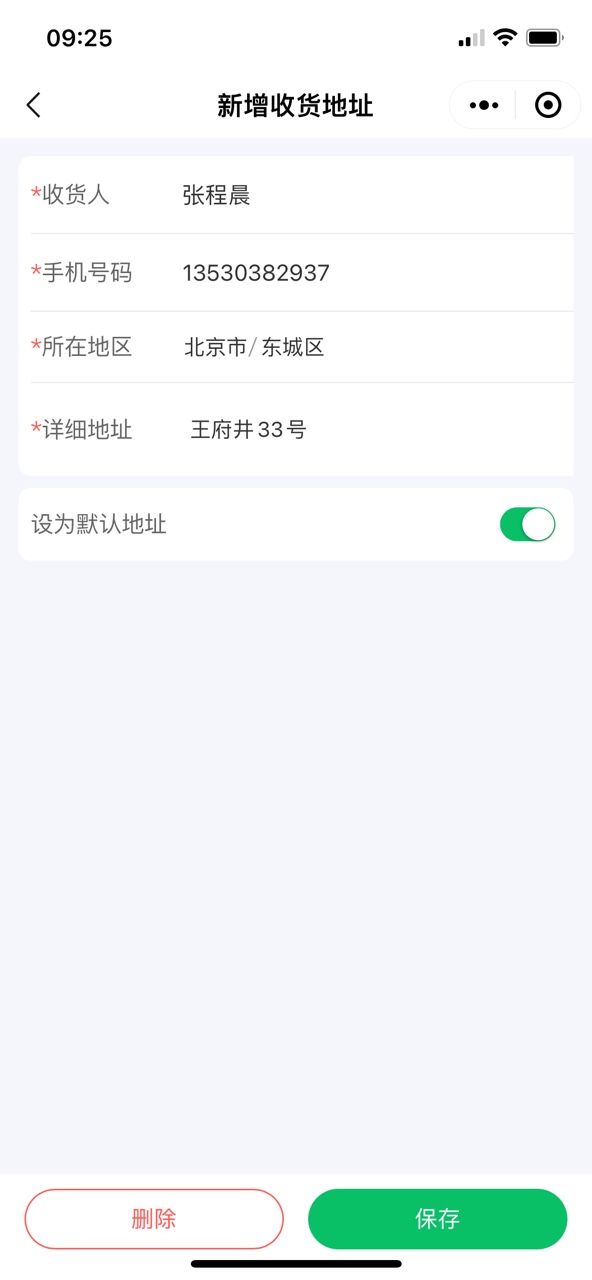 09:25
新增收货地址
*收货人 张程晨
*手机号码 13530382937
*所在地区 北京市/东城区
*详细地址 王府井33号
设为默认地址
删除 保存